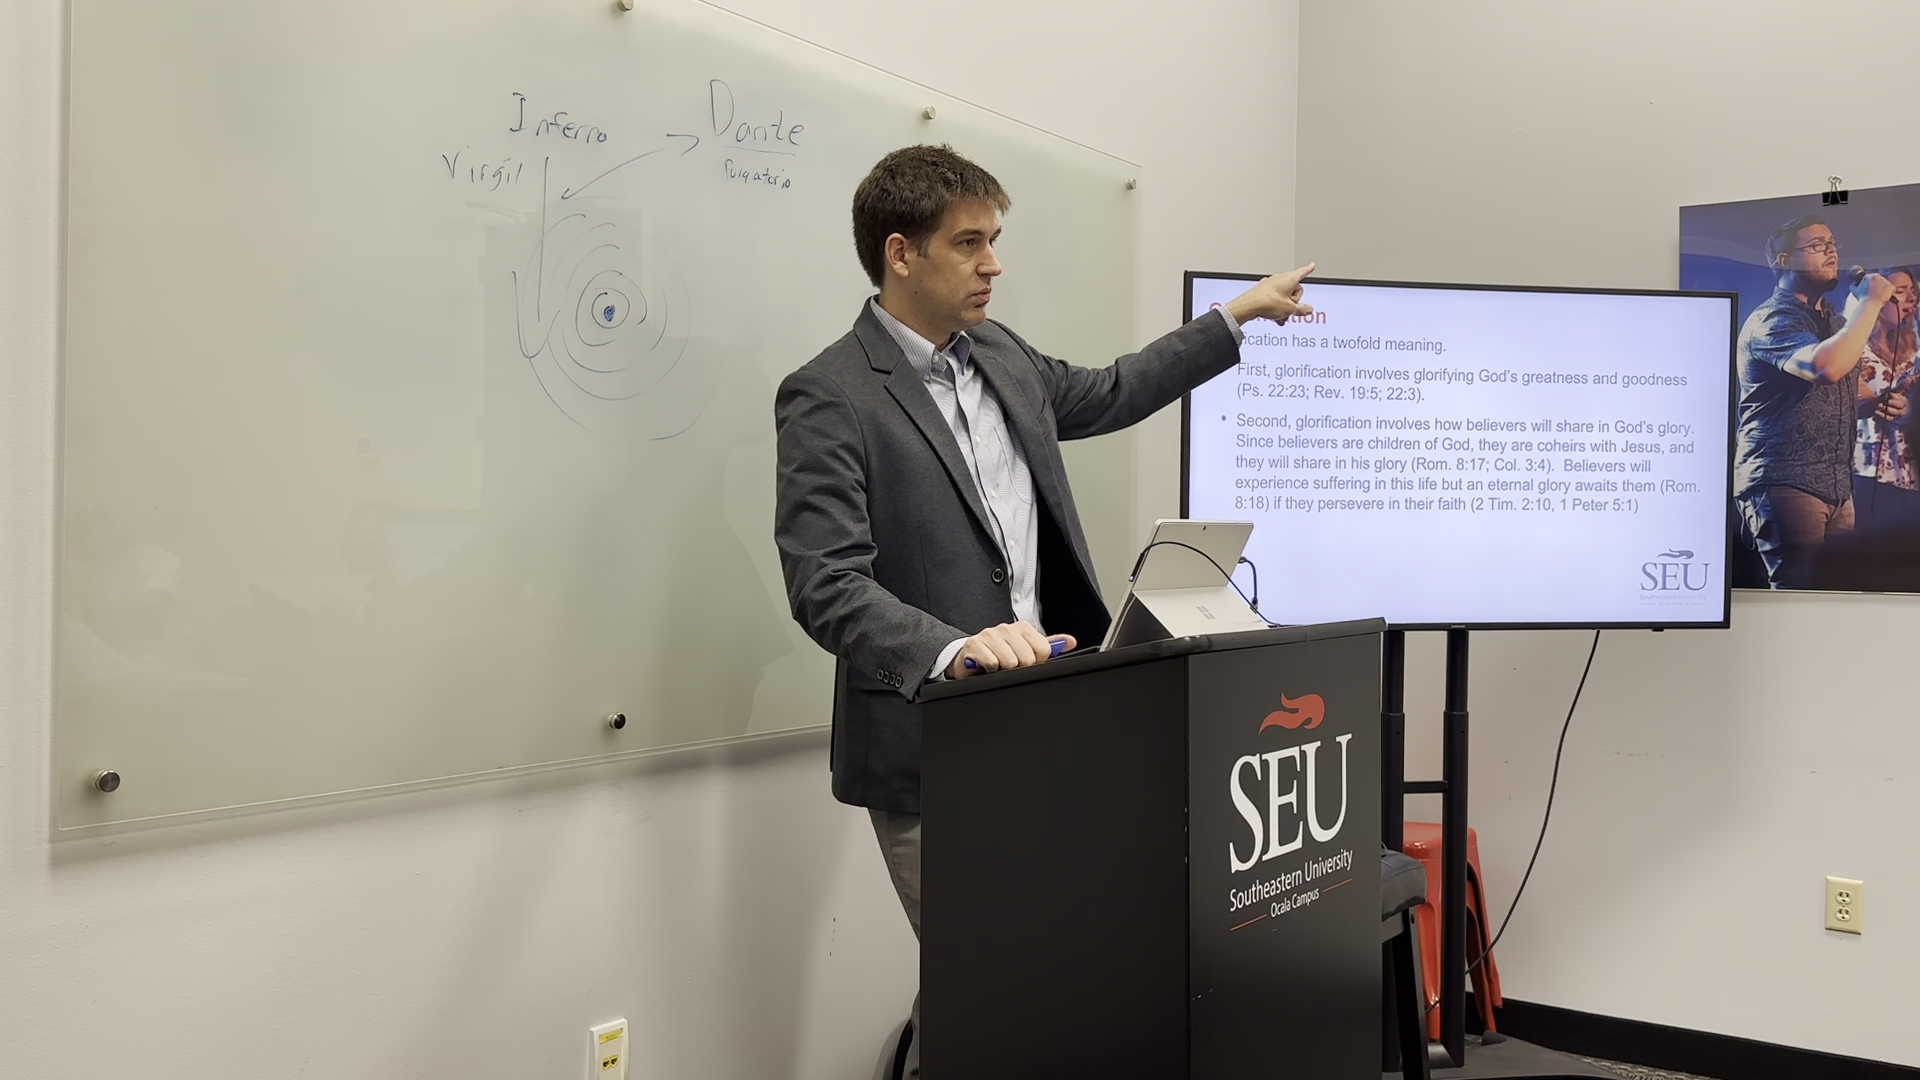 Inferno
Dante
Virgil
Purgatorio
ication has a twofold meaning.
First, glorification involves glorifying God's greatness and goodness
(Ps. 22:23; Rev. 19:5; 22:3).
• Second, glorification involves how believers will share in God's glory.
Since believers are children of God, they are coheirs with Jesus, and
they will share in his glory (Rom. 8:17; Col. 3:4). Believers will
experience suffering in this life but an eternal glory awaits them (Rom.
8:18) if they persevere in their faith (2 Tim. 2:10, 1 Peter 5:1)
SEU
SEU
Southeastern University
Ocala Campus